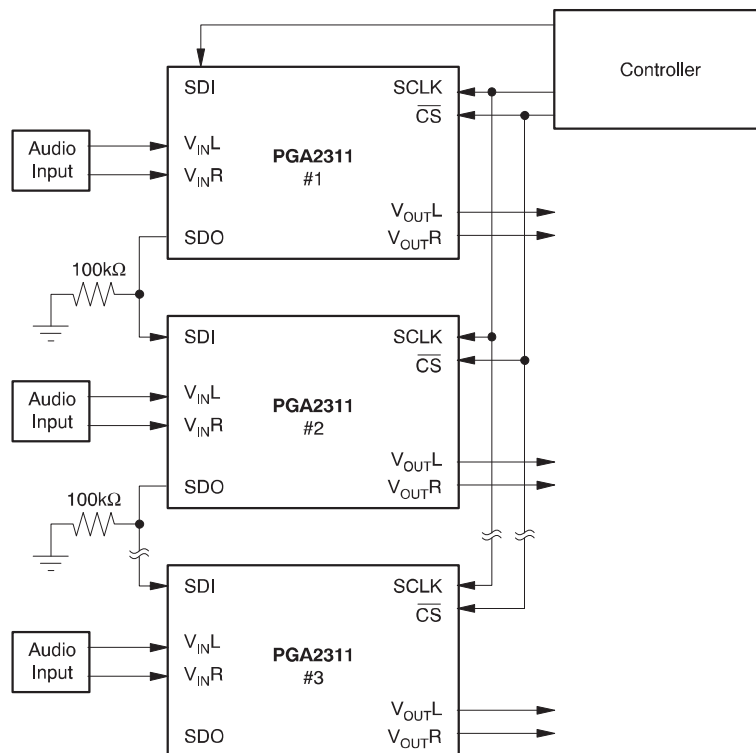 Controller
SDI
SCLK
CS
Audio
Input
VINL
VINR
PGA2311
#1
VOUTL
VOUTR
SDO
100kΩ
SDI
SCLK
CS
Audio
Input
VINL
VINR
PGA2311
#2
VOUTL
VOUTR
SDO
100kΩ
SDI
SCLK
CS
Audio
Input
VINL
VINR
PGA2311
#3
VOUTL
VOUTR
SDO